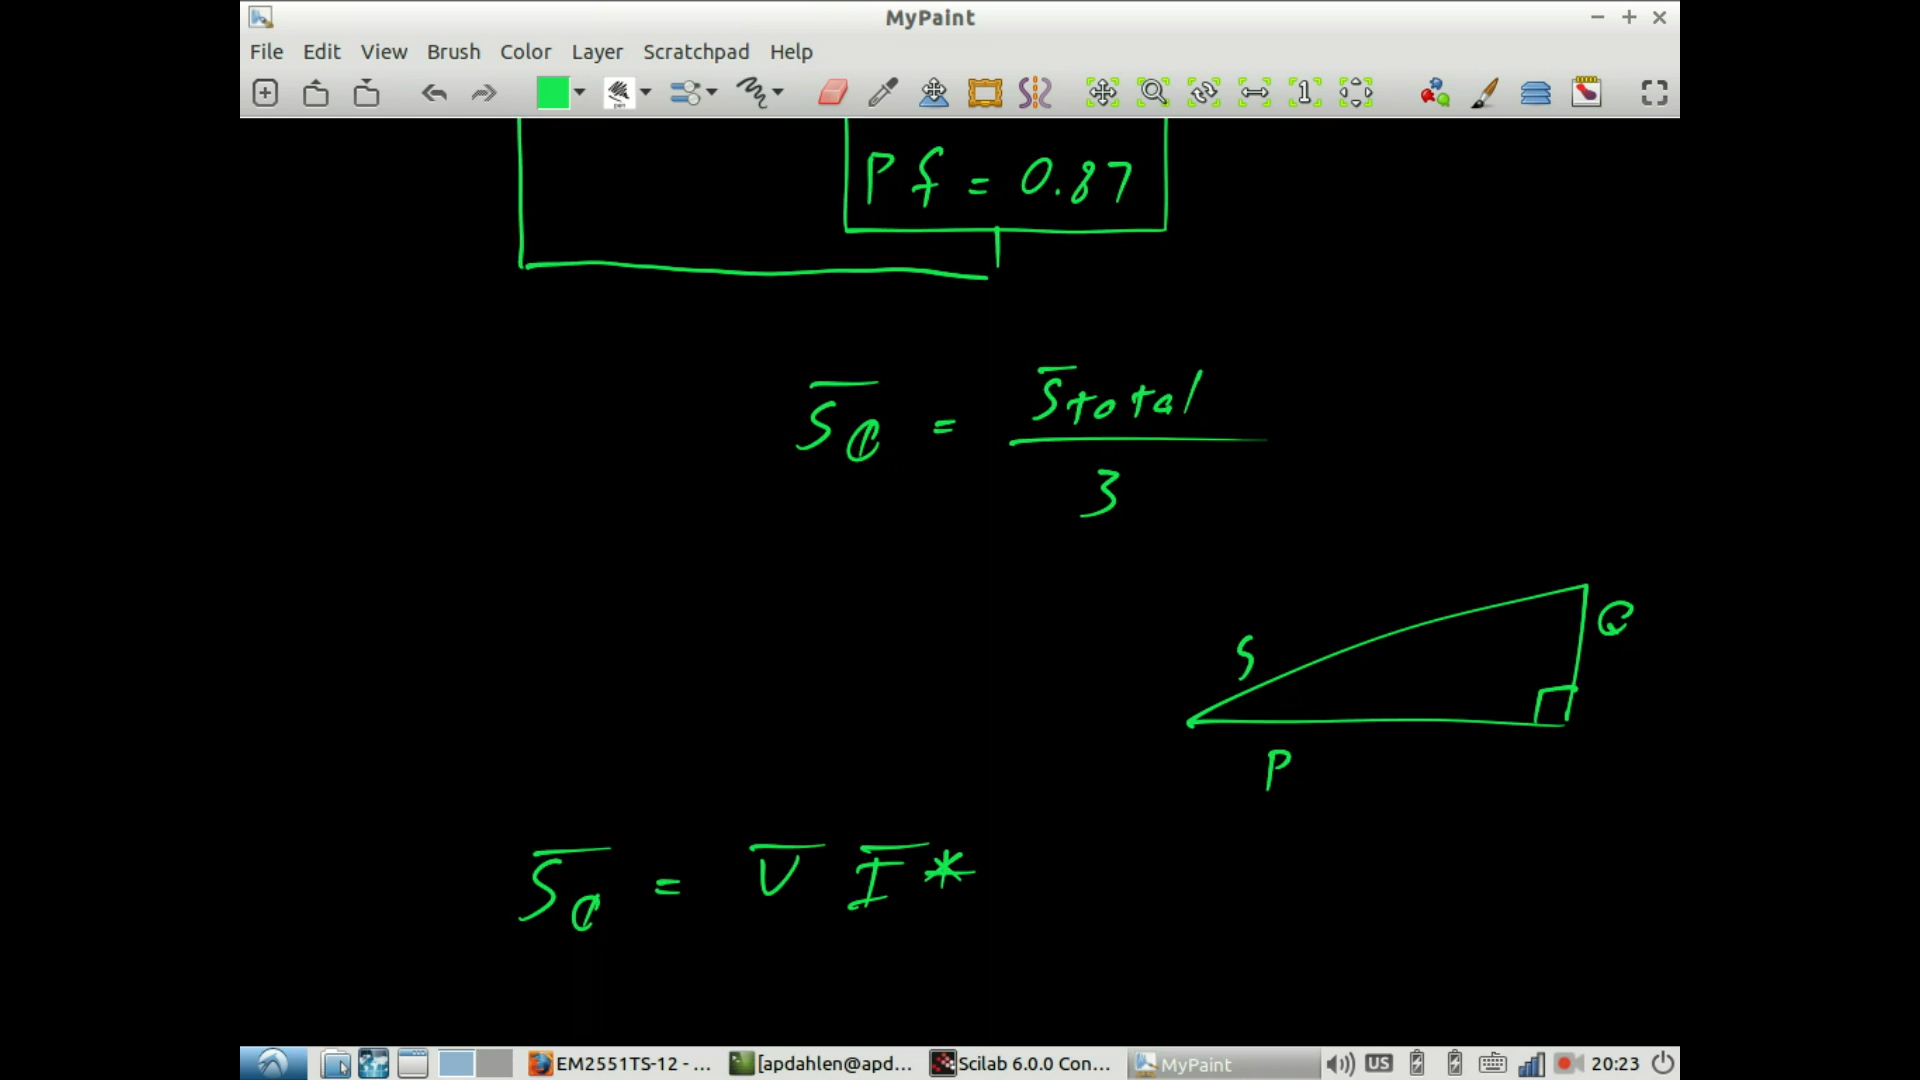 MyPaint
File Edit View Brush Color Layer Scratchpad Help
Pf = 0.87
S̅φ = S̅total / 3
S
Q
P
S̅φ = V̅ I̅*
EM2551TS-12 - ... [apdahlen@apd... Scilab 6.0.0 Con... MyPaint US 20:23